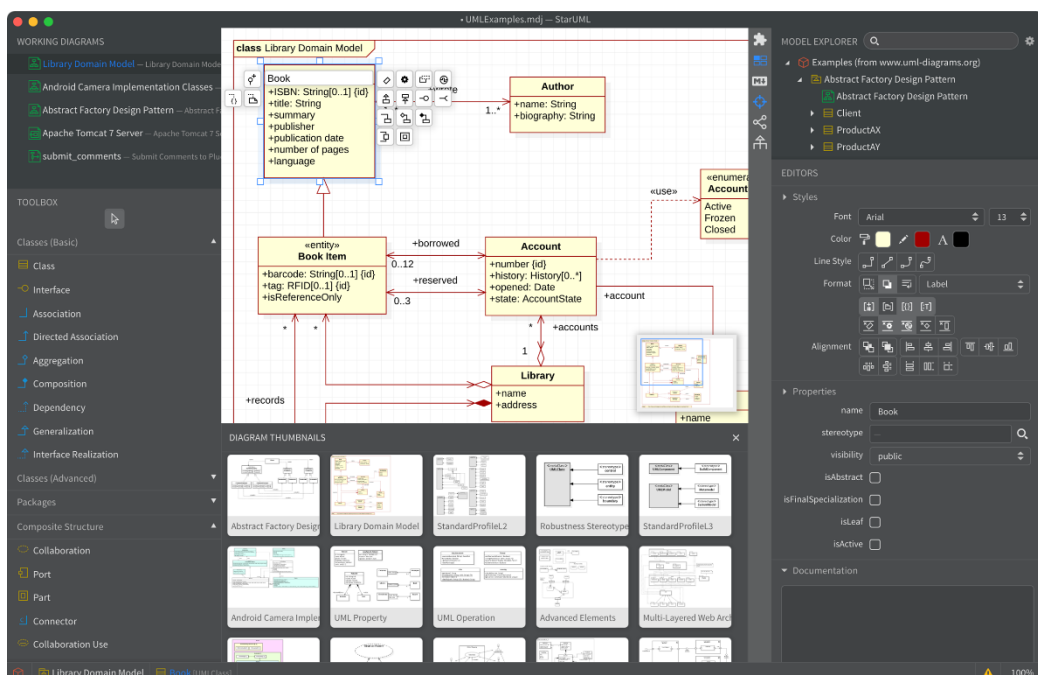 • UMLExamples.mdj — StarUML
WORKING DIAGRAMS
Library Domain Model — Library Domain Mode
Android Camera Implementation Classes —
Abstract Factory Design Pattern — Abstract F
Apache Tomcat 7 Server — Apache Tomcat 7 S
submit_comments — Submit Comments to Plu
TOOLBOX
Classes (Basic)
Class
Interface
Association
Directed Association
Aggregation
Composition
Dependency
Generalization
Interface Realization
Classes (Advanced)
Packages
Composite Structure
Collaboration
Port
Part
Connector
Collaboration Use
class Library Domain Model
Book
+ISBN: String[0..1] {id}
+title: String
+summary
+publisher
+publication date
+number of pages
+language
1..*
Author
+name: String
+biography: String
«use»
«enumera
Account
Active
Frozen
Closed
«entity»
Book Item
+barcode: String[0..1] {id}
+tag: RFID[0..1] {id}
+isReferenceOnly
+borrowed
0..12
+reserved
0..3
Account
+number {id}
+history: History[0..*]
+opened: Date
+state: AccountState
+account
*
*
*
+accounts
1
Library
+name
+address
+records
+name
DIAGRAM THUMBNAILS
Abstract Factory Design
Library Domain Model
StandardProfileL2
Robustness Stereotype
StandardProfileL3
Android Camera Implem
UML Property
UML Operation
Advanced Elements
Multi-Layered Web Arch
M↓
MODEL EXPLORER
Examples (from www.uml-diagrams.org)
Abstract Factory Design Pattern
Abstract Factory Design Pattern
Client
ProductAX
ProductAY
EDITORS
Styles
Font Arial 13
Color A
Line Style
Format Label
Alignment
Properties
name Book
stereotype ...
visibility public
isAbstract
isFinalSpecialization
isLeaf
isActive
Documentation
Library Domain Model Book [UMLClass]
100%